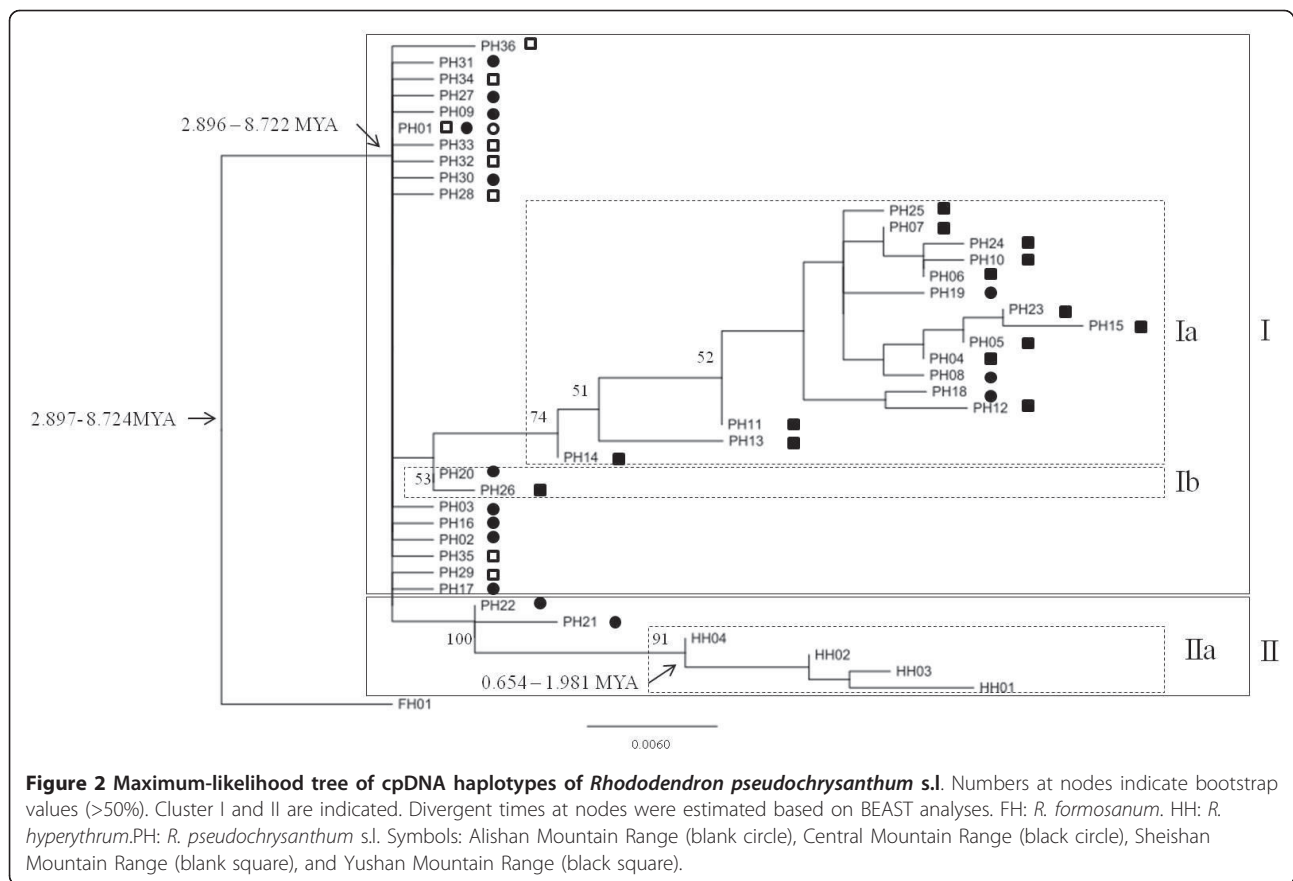 PH36
PH31
PH34
PH27
PH09
2.896–8.722 MYA
PH01
PH33
PH32
PH30
PH28
PH25
PH07
PH24
PH10
PH06
PH19
PH23
PH15
Ia
I
PH05
52
PH04
PH08
51
PH18
PH12
2.897-8.724MYA
74
PH11
PH13
PH14
PH20
53
PH26
Ib
PH03
PH16
PH02
PH35
PH29
PH17
PH22
PH21
100
91
HH04
IIa
II
HH02
HH03
0.654–1.981 MYA
HH01
FH01
0.0060
Figure 2 Maximum-likelihood tree of cpDNA haplotypes of Rhododendron pseudochrysanthum s.l. Numbers at nodes indicate bootstrap
values (>50%). Cluster I and II are indicated. Divergent times at nodes were estimated based on BEAST analyses. FH: R. formosanum. HH: R.
hyperythrum.PH: R. pseudochrysanthum s.l. Symbols: Alishan Mountain Range (blank circle), Central Mountain Range (black circle), Sheishan
Mountain Range (blank square), and Yushan Mountain Range (black square).